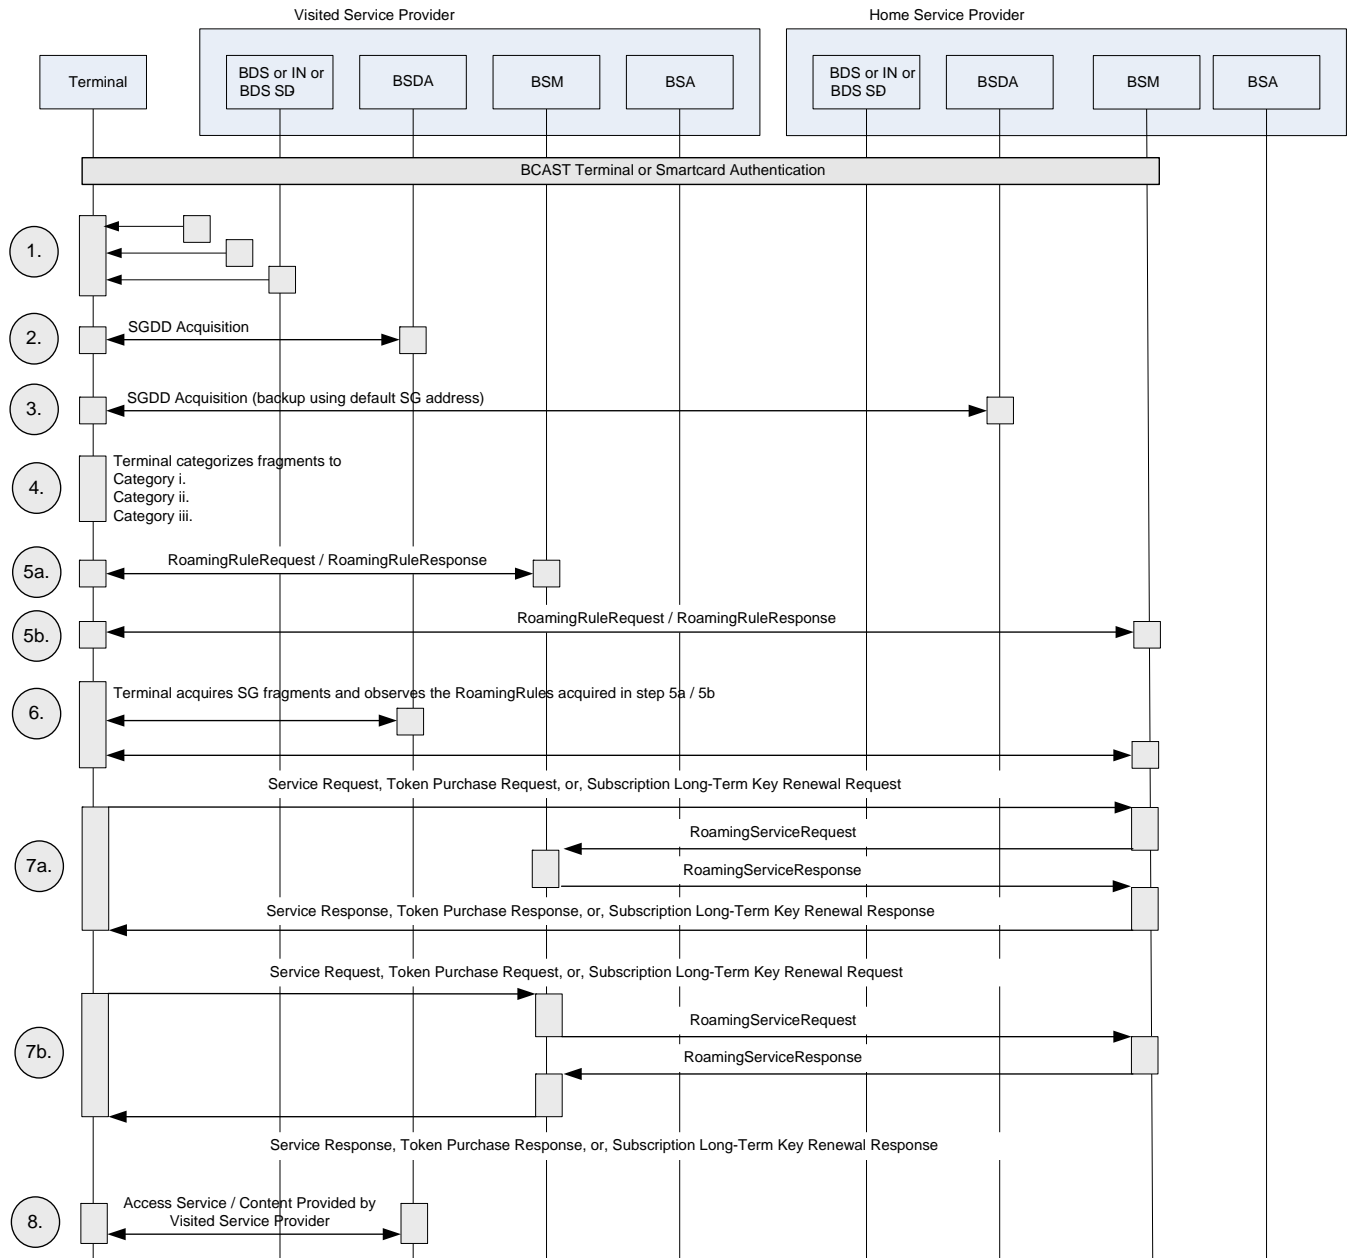 Visited Service Provider
Home Service Provider
Terminal
BDS or IN or
BDS SD
BSDA
BSM
BSA
BDS or IN or
BDS SD
BSDA
BSM
BSA
BCAST Terminal or Smartcard Authentication
1.
2.
SGDD Acquisition
3.
SGDD Acquisition (backup using default SG address)
4.
Terminal categorizes fragments to
Category i.
Category ii.
Category iii.
5a.
RoamingRuleRequest / RoamingRuleResponse
5b.
RoamingRuleRequest / RoamingRuleResponse
6.
Terminal acquires SG fragments and observes the RoamingRules acquired in step 5a / 5b
Service Request, Token Purchase Request, or, Subscription Long-Term Key Renewal Request
RoamingServiceRequest
7a.
RoamingServiceResponse
Service Response, Token Purchase Response, or, Subscription Long-Term Key Renewal Response
Service Request, Token Purchase Request, or, Subscription Long-Term Key Renewal Request
RoamingServiceRequest
7b.
RoamingServiceResponse
Service Response, Token Purchase Response, or, Subscription Long-Term Key Renewal Response
8.
Access Service / Content Provided by
Visited Service Provider